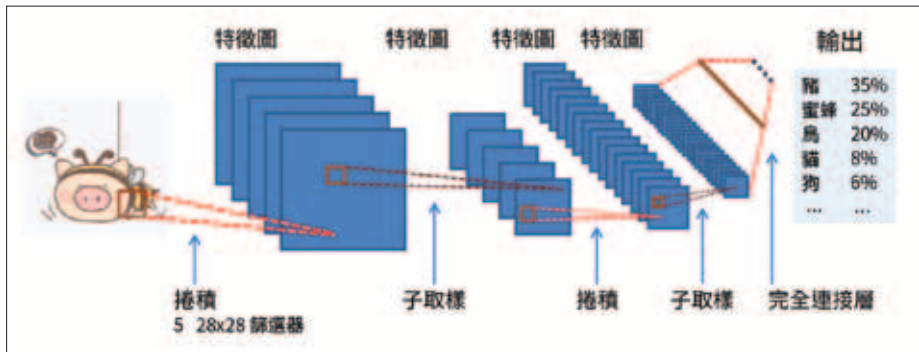 特徵圖 特徵圖 特徵圖 特徵圖 輸出
豬 35%
蜜蜂 25%
鳥 20%
貓 8%
狗 6%
... ...
捲積 子取樣 捲積 子取樣 完全連接層
5 28x28 篩選器